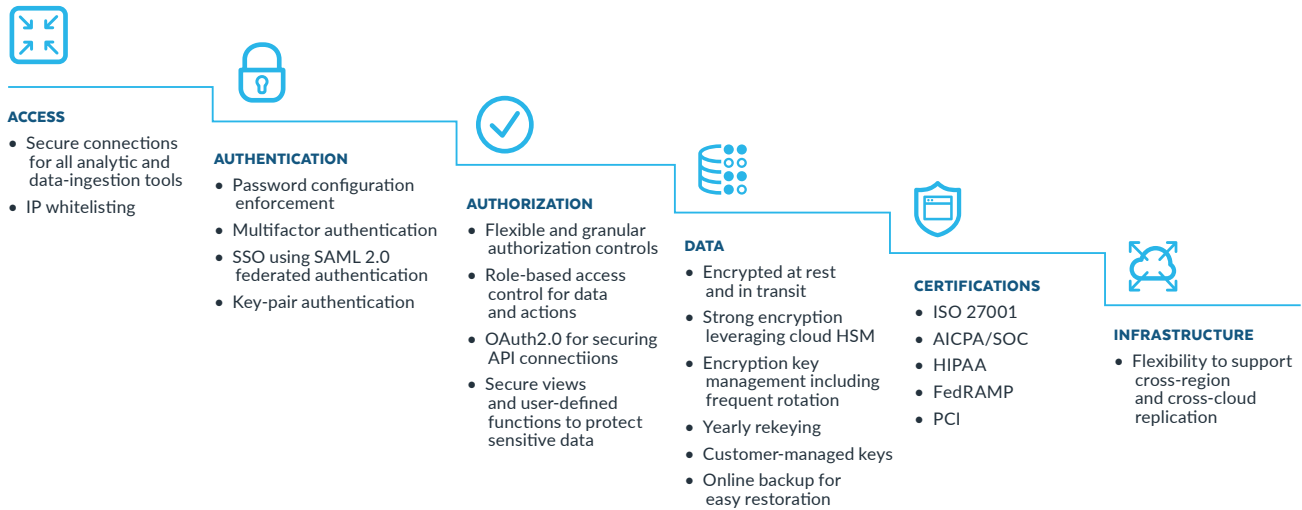 ACCESS
• Secure connections
for all analytic and
data-ingestion tools
• IP whitelisting
AUTHENTICATION
• Password configuration
enforcement
• Multifactor authentication
• SSO using SAML 2.0
federated authentication
• Key-pair authentication
AUTHORIZATION
• Flexible and granular
authorization controls
• Role-based access
control for data
and actions
• OAuth2.0 for securing
API connections
• Secure views
and user-defined
functions to protect
sensitive data
DATA
• Encrypted at rest
and in transit
• Strong encryption
leveraging cloud HSM
• Encryption key
management including
frequent rotation
• Yearly rekeying
• Customer-managed keys
• Online backup for
easy restoration
CERTIFICATIONS
• ISO 27001
• AICPA/SOC
• HIPAA
• FedRAMP
• PCI
INFRASTRUCTURE
• Flexibility to support
cross-region
and cross-cloud
replication